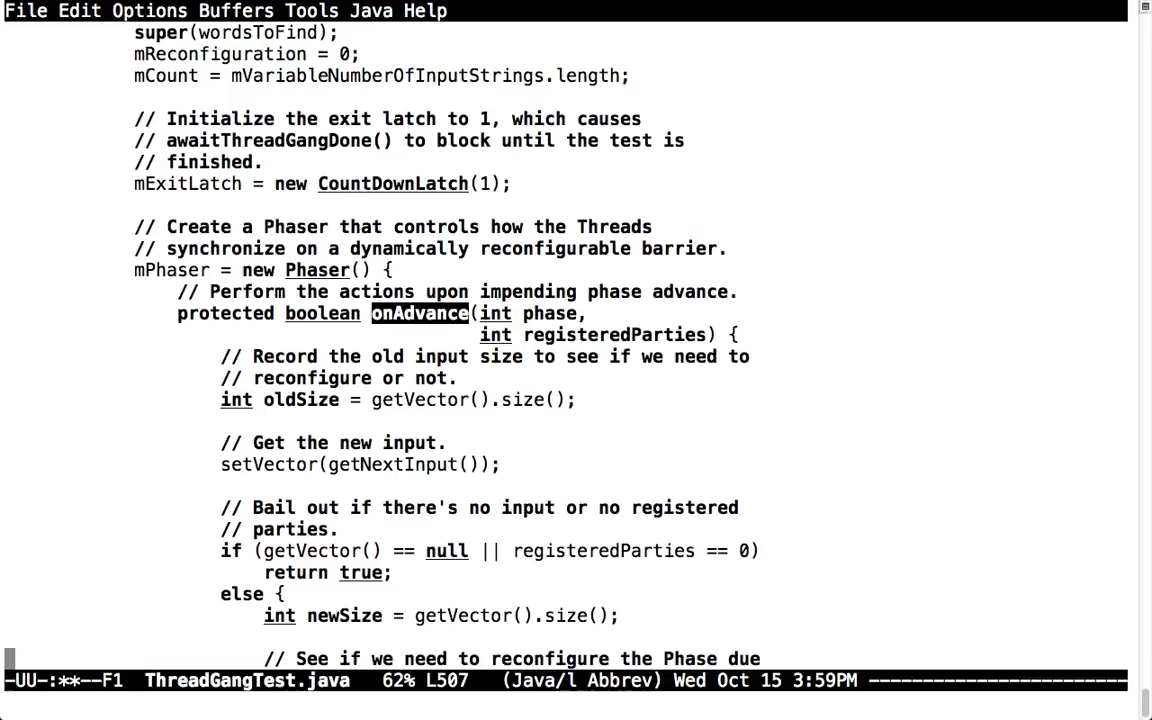 File Edit Options Buffers Tools Java Help
super(wordsToFind);
mReconfiguration = 0;
mCount = mVariableNumberOfInputStrings.length;
// Initialize the exit latch to 1, which causes
// awaitThreadGangDone() to block until the test is
// finished.
mExitLatch = new CountDownLatch(1);
// Create a Phaser that controls how the Threads
// synchronize on a dynamically reconfigurable barrier.
mPhaser = new Phaser() {
// Perform the actions upon impending phase advance.
protected boolean onAdvance(int phase,
int registeredParties) {
// Record the old input size to see if we need to
// reconfigure or not.
int oldSize = getVector().size();
// Get the new input.
setVector(getNextInput());
// Bail out if there's no input or no registered
// parties.
if (getVector() == null || registeredParties == 0)
return true;
else {
int newSize = getVector().size();
// See if we need to reconfigure the Phase due
-UU-:**--F1  ThreadGangTest.java   62% L507   (Java/l Abbrev) Wed Oct 15 3:59PM ------------------------